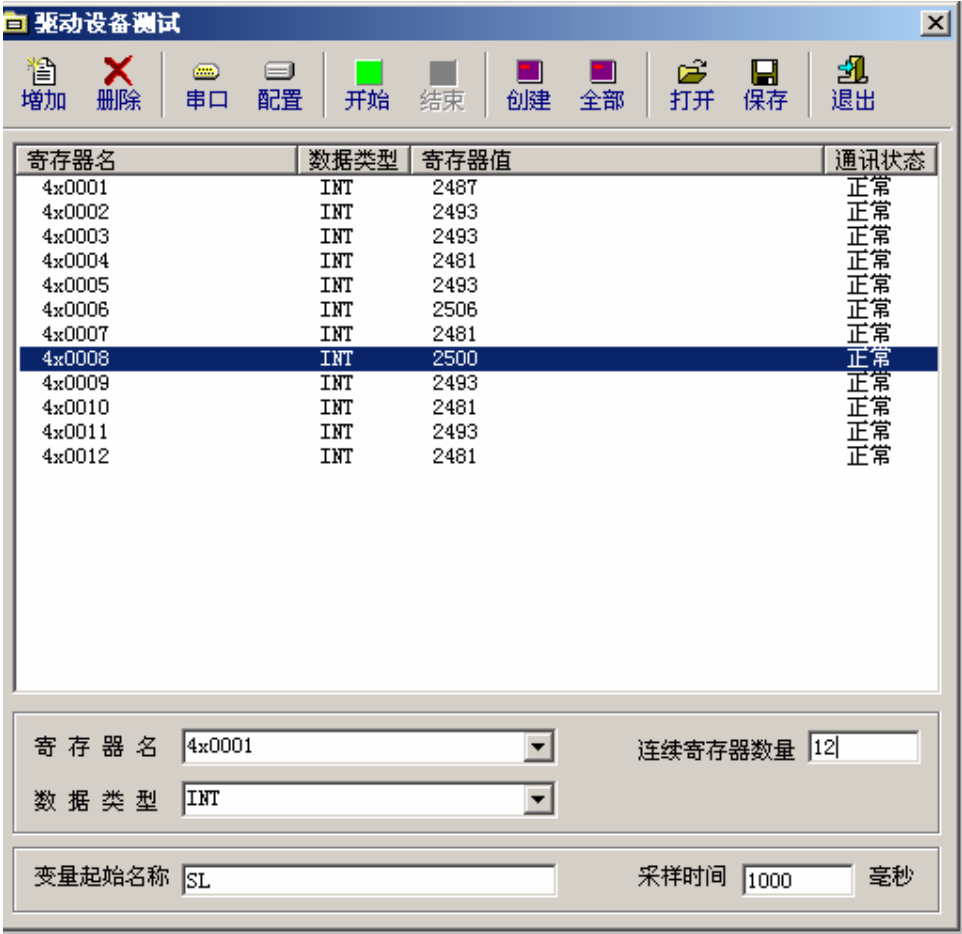 驱动设备测试
增加 删除 串口 配置 开始 结束 创建 全部 打开 保存 退出
寄存器名 数据类型 寄存器值 通讯状态
4x0001 INT 2487 正常
4x0002 INT 2493 正常
4x0003 INT 2493 正常
4x0004 INT 2481 正常
4x0005 INT 2493 正常
4x0006 INT 2506 正常
4x0007 INT 2481 正常
4x0008 INT 2500 正常
4x0009 INT 2493 正常
4x0010 INT 2481 正常
4x0011 INT 2493 正常
4x0012 INT 2481 正常
寄存器名 4x0001 连续寄存器数量 12
数据类型 INT
变量起始名称 SL 采样时间 1000 毫秒